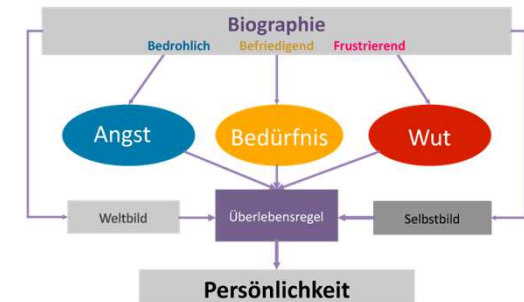 Biographie
Bedrohlich Befriedigend Frustrierend
Angst Bedürfnis Wut
Weltbild Überlebensregel Selbstbild
Persönlichkeit